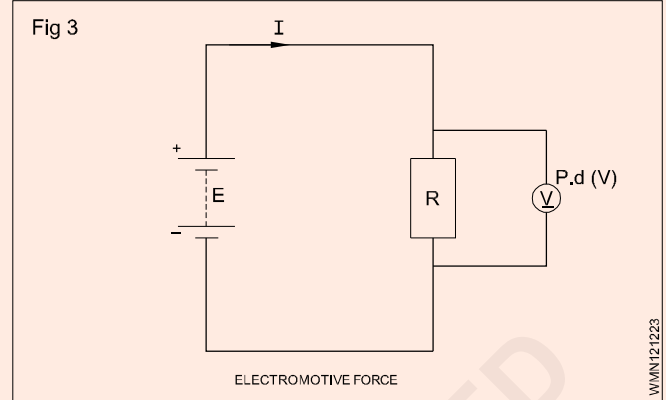 Fig 3
I
+
E
−
R
V
P.d (V)
ELECTROMOTIVE FORCE
WMN121223